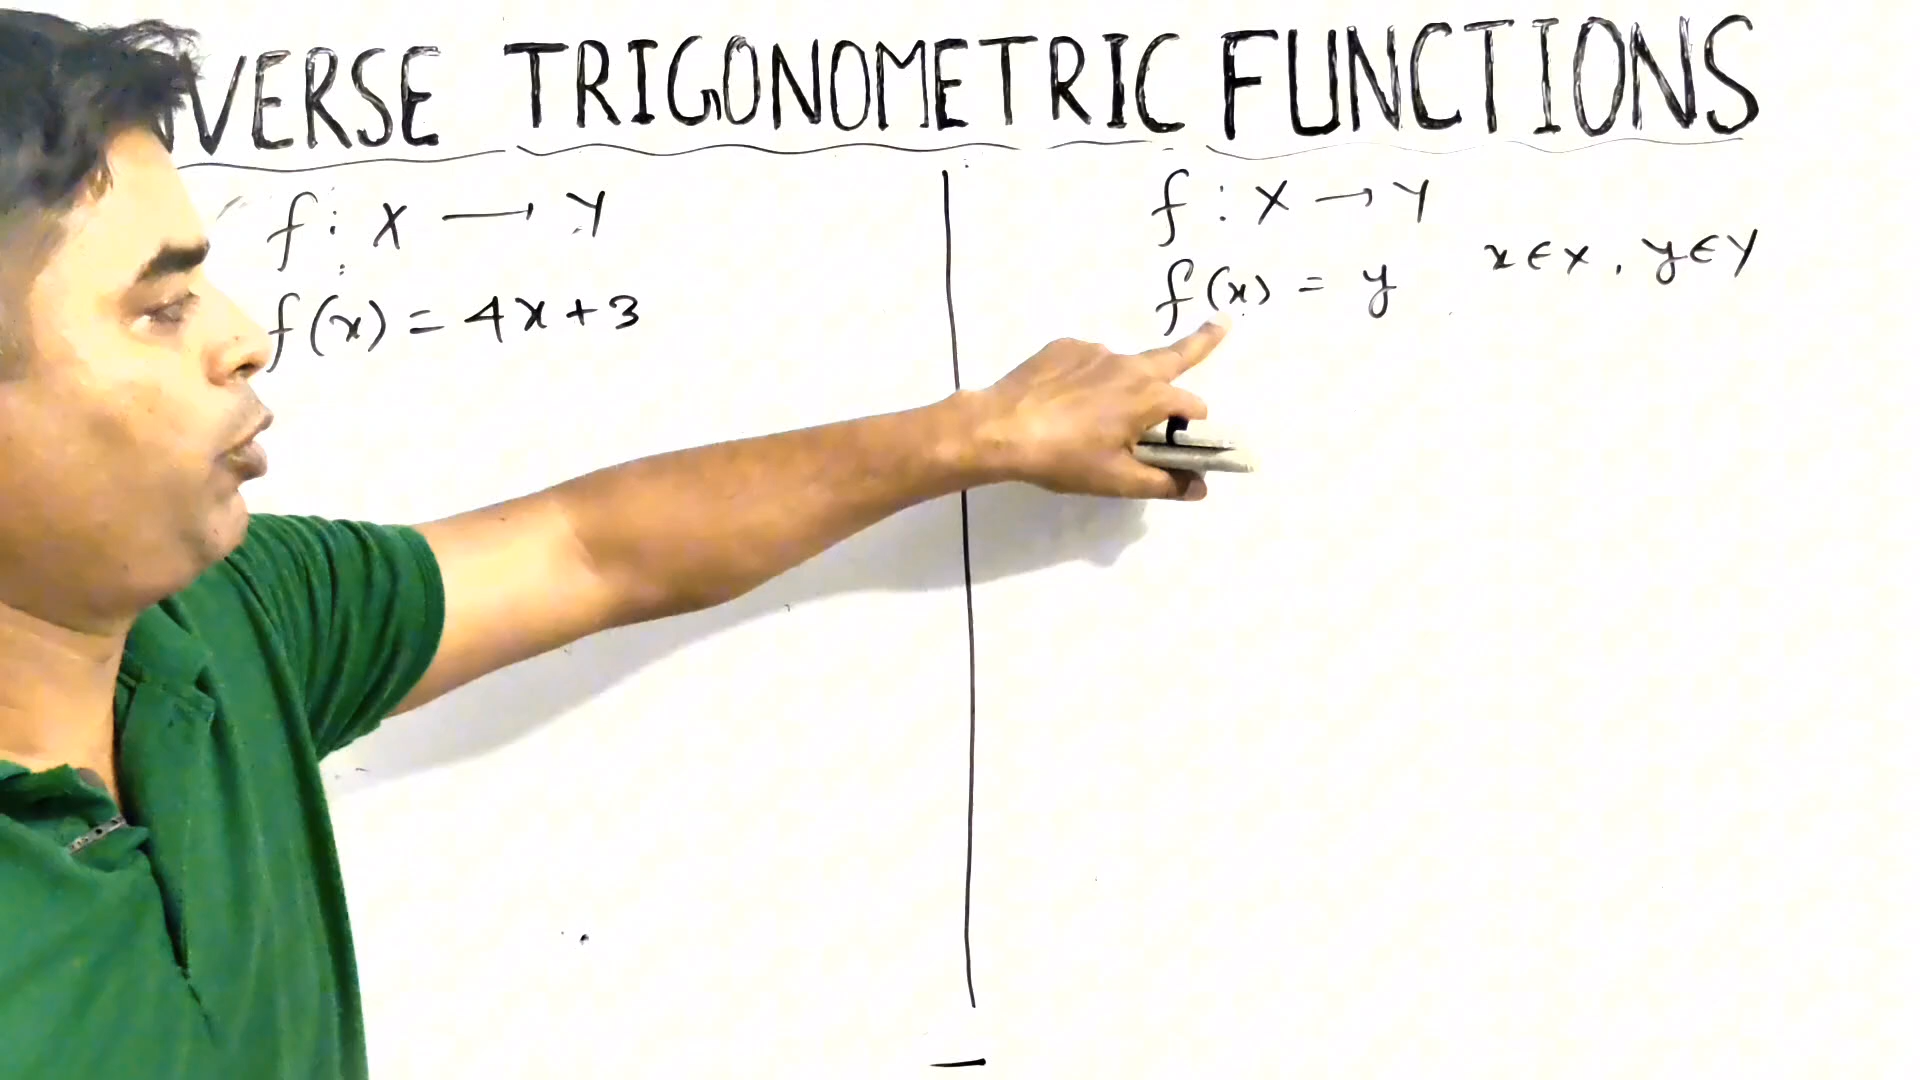 VERSE TRIGONOMETRIC FUNCTIONS
f : X → Y
f(x) = 4x + 3
f : X → Y
f(x) = y x ∈ X , y ∈ Y